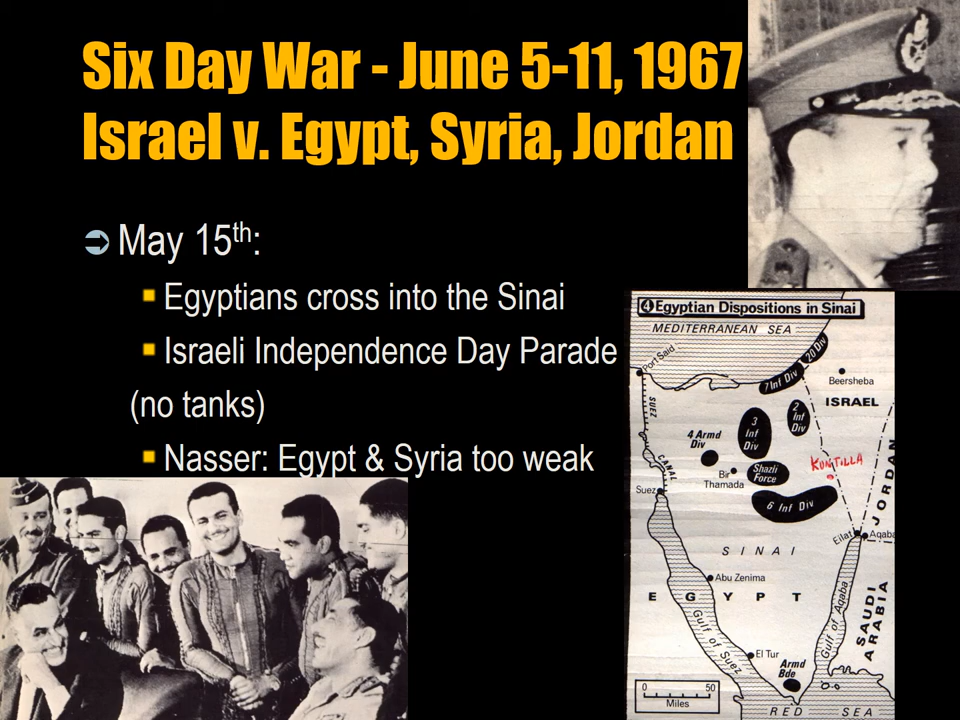 Six Day War - June 5-11, 1967
Israel v. Egypt, Syria, Jordan
May 15th:
Egyptians cross into the Sinai
Israeli Independence Day Parade
(no tanks)
Nasser: Egypt & Syria too weak
4 Egyptian Dispositions in Sinai
MEDITERRANEAN SEA
Port Said
20 Div
7 Inf Div
Beersheba
ISRAEL
SUEZ
CANAL
2
Inf
Div
3
Inf
Div
4 Armd
Div
Bir
Thamada
Shazli
Force
KUNTILLA
JORDAN
Suez
6 Inf Div
Eilat
Aqaba
SINAI
Abu Zenima
EGYPT
Gulf of Suez
Gulf of Aqaba
SAUDI
ARABIA
El Tur
Armd
Bde
0 50
Miles
RED SEA